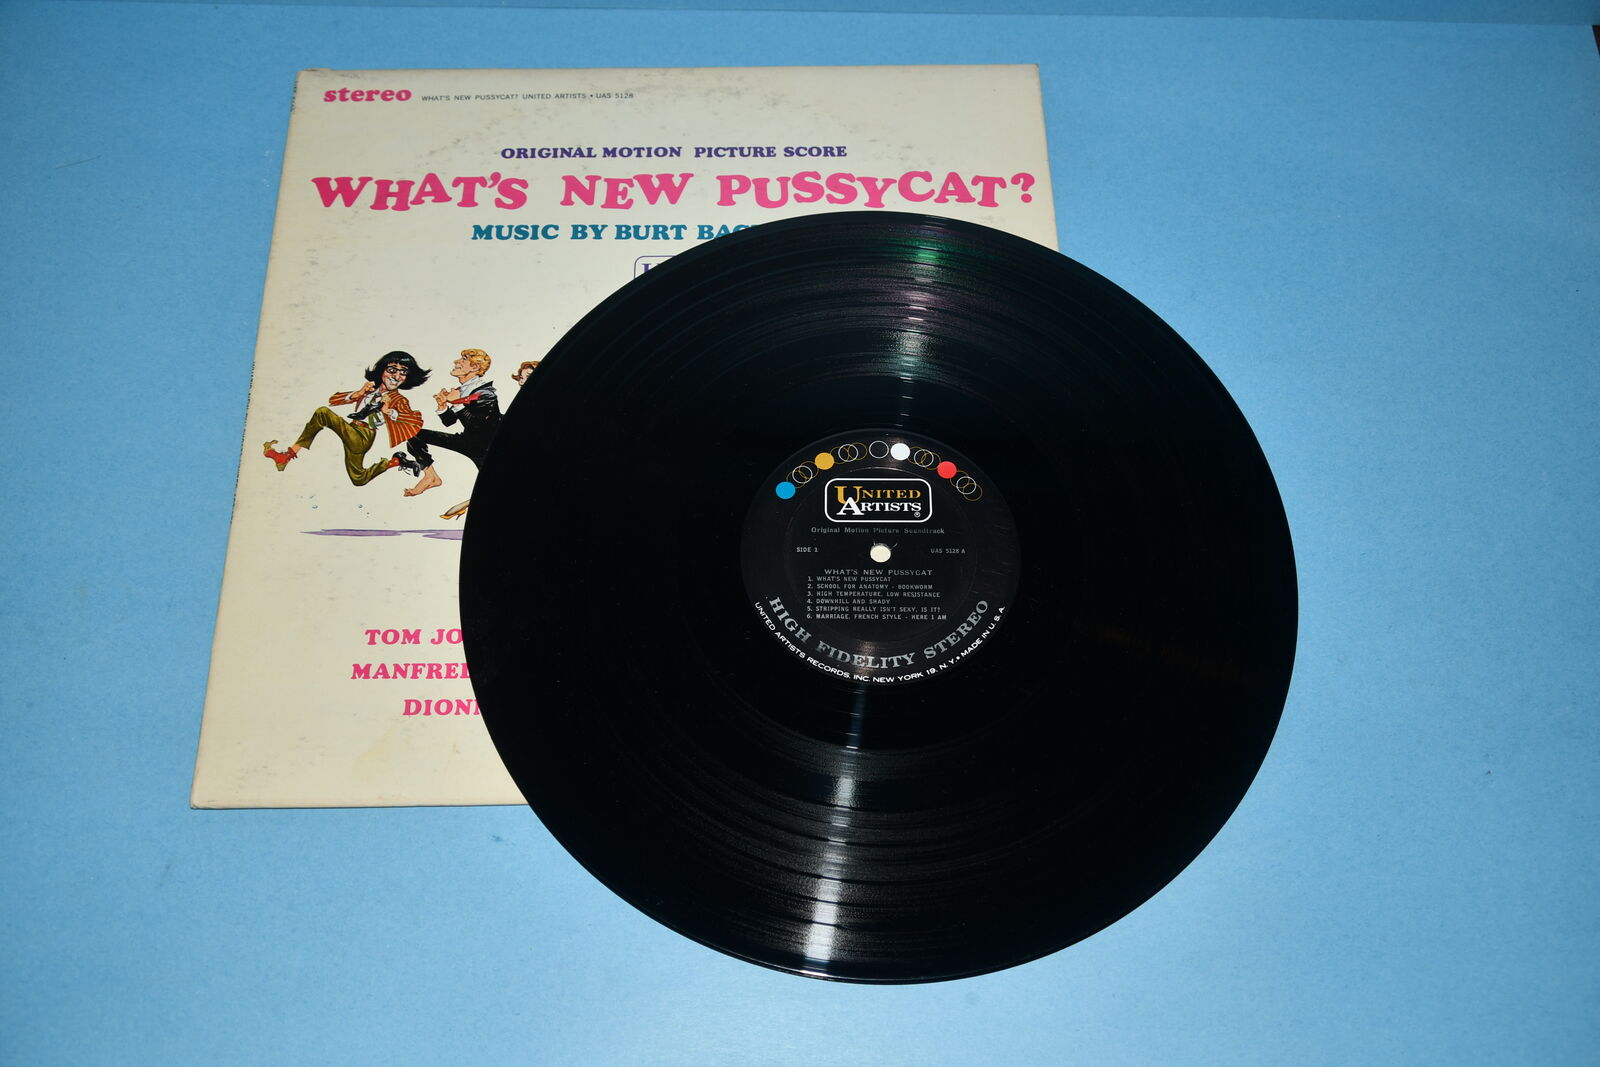 stereo WHAT'S NEW PUSSYCAT? UNITED ARTISTS • UAS 5128
ORIGINAL MOTION PICTURE SCORE
WHAT'S NEW PUSSYCAT?
MUSIC BY BURT BAC
TOM JO
MANFRED
DION
UNITED
ARTISTS ®
Original Motion Picture Soundtrack
SIDE 1
UAS 5128 A
WHAT'S NEW PUSSYCAT
1. WHAT'S NEW PUSSYCAT
2. SCHOOL FOR ANATOMY - BOOKWORM
3. HIGH TEMPERATURE, LOW RESISTANCE
4. DOWNHILL AND SHADY
5. STRIPPING REALLY ISN'T SEXY, IS IT?
6. MARRIAGE, FRENCH STYLE - HERE I AM
HIGH FIDELITY STEREO
UNITED ARTISTS RECORDS, INC. NEW YORK 19, N.Y. • MADE IN U.S.A.